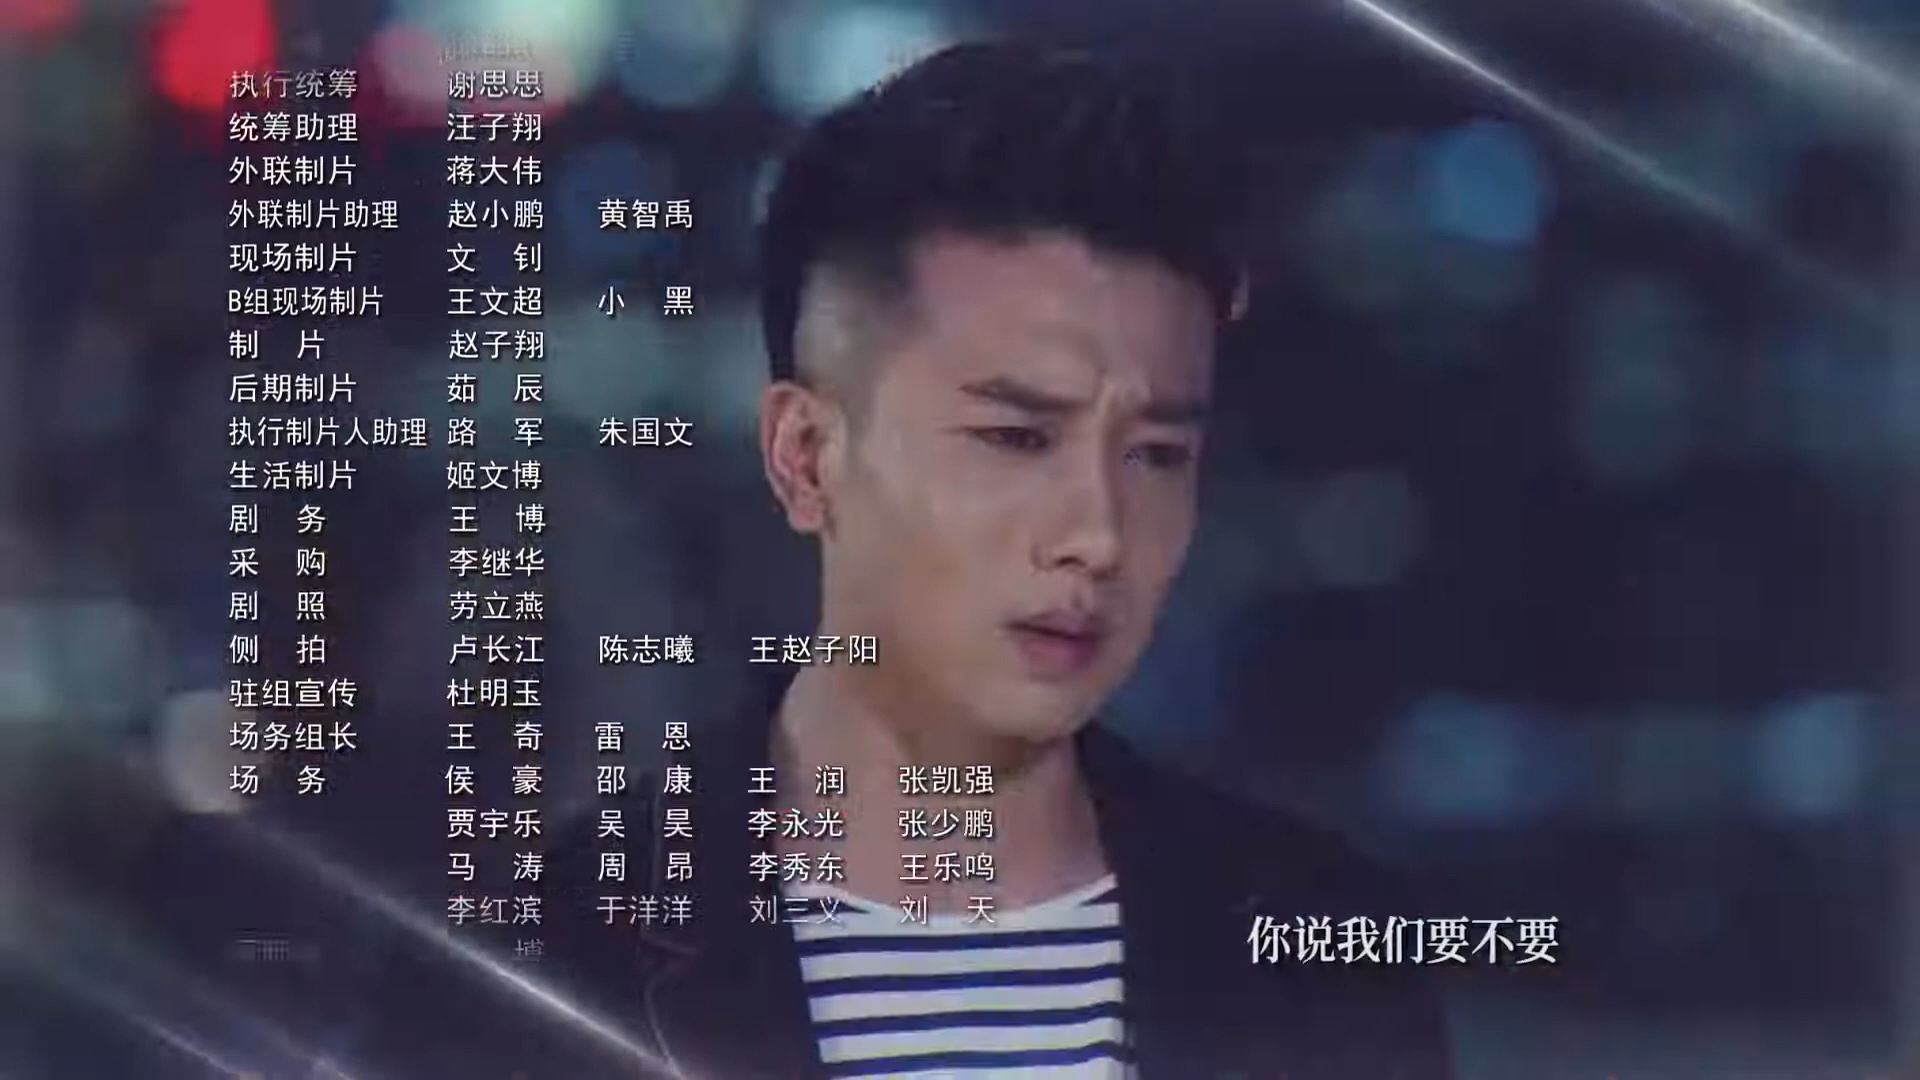 执行统筹 谢思思
统筹助理 汪子翔
外联制片 蒋大伟
外联制片助理 赵小鹏 黄智禹
现场制片 文 钊
B组现场制片 王文超 小 黑
制 片 赵子翔
后期制片 茹 辰
执行制片人助理 路 军 朱国文
生活制片 姬文博
剧 务 王 博
采 购 李继华
剧 照 劳立燕
侧 拍 卢长江 陈志曦 王赵子阳
驻组宣传 杜明玉
场务组长 王 奇 雷 恩
场 务 侯 豪 邵 康 王 润 张凯强
贾宇乐 吴 昊 李永光 张少鹏
马 涛 周 昂 李秀东 王乐鸣
李红滨 于洋洋 刘三义 刘 天
你说我们要不要